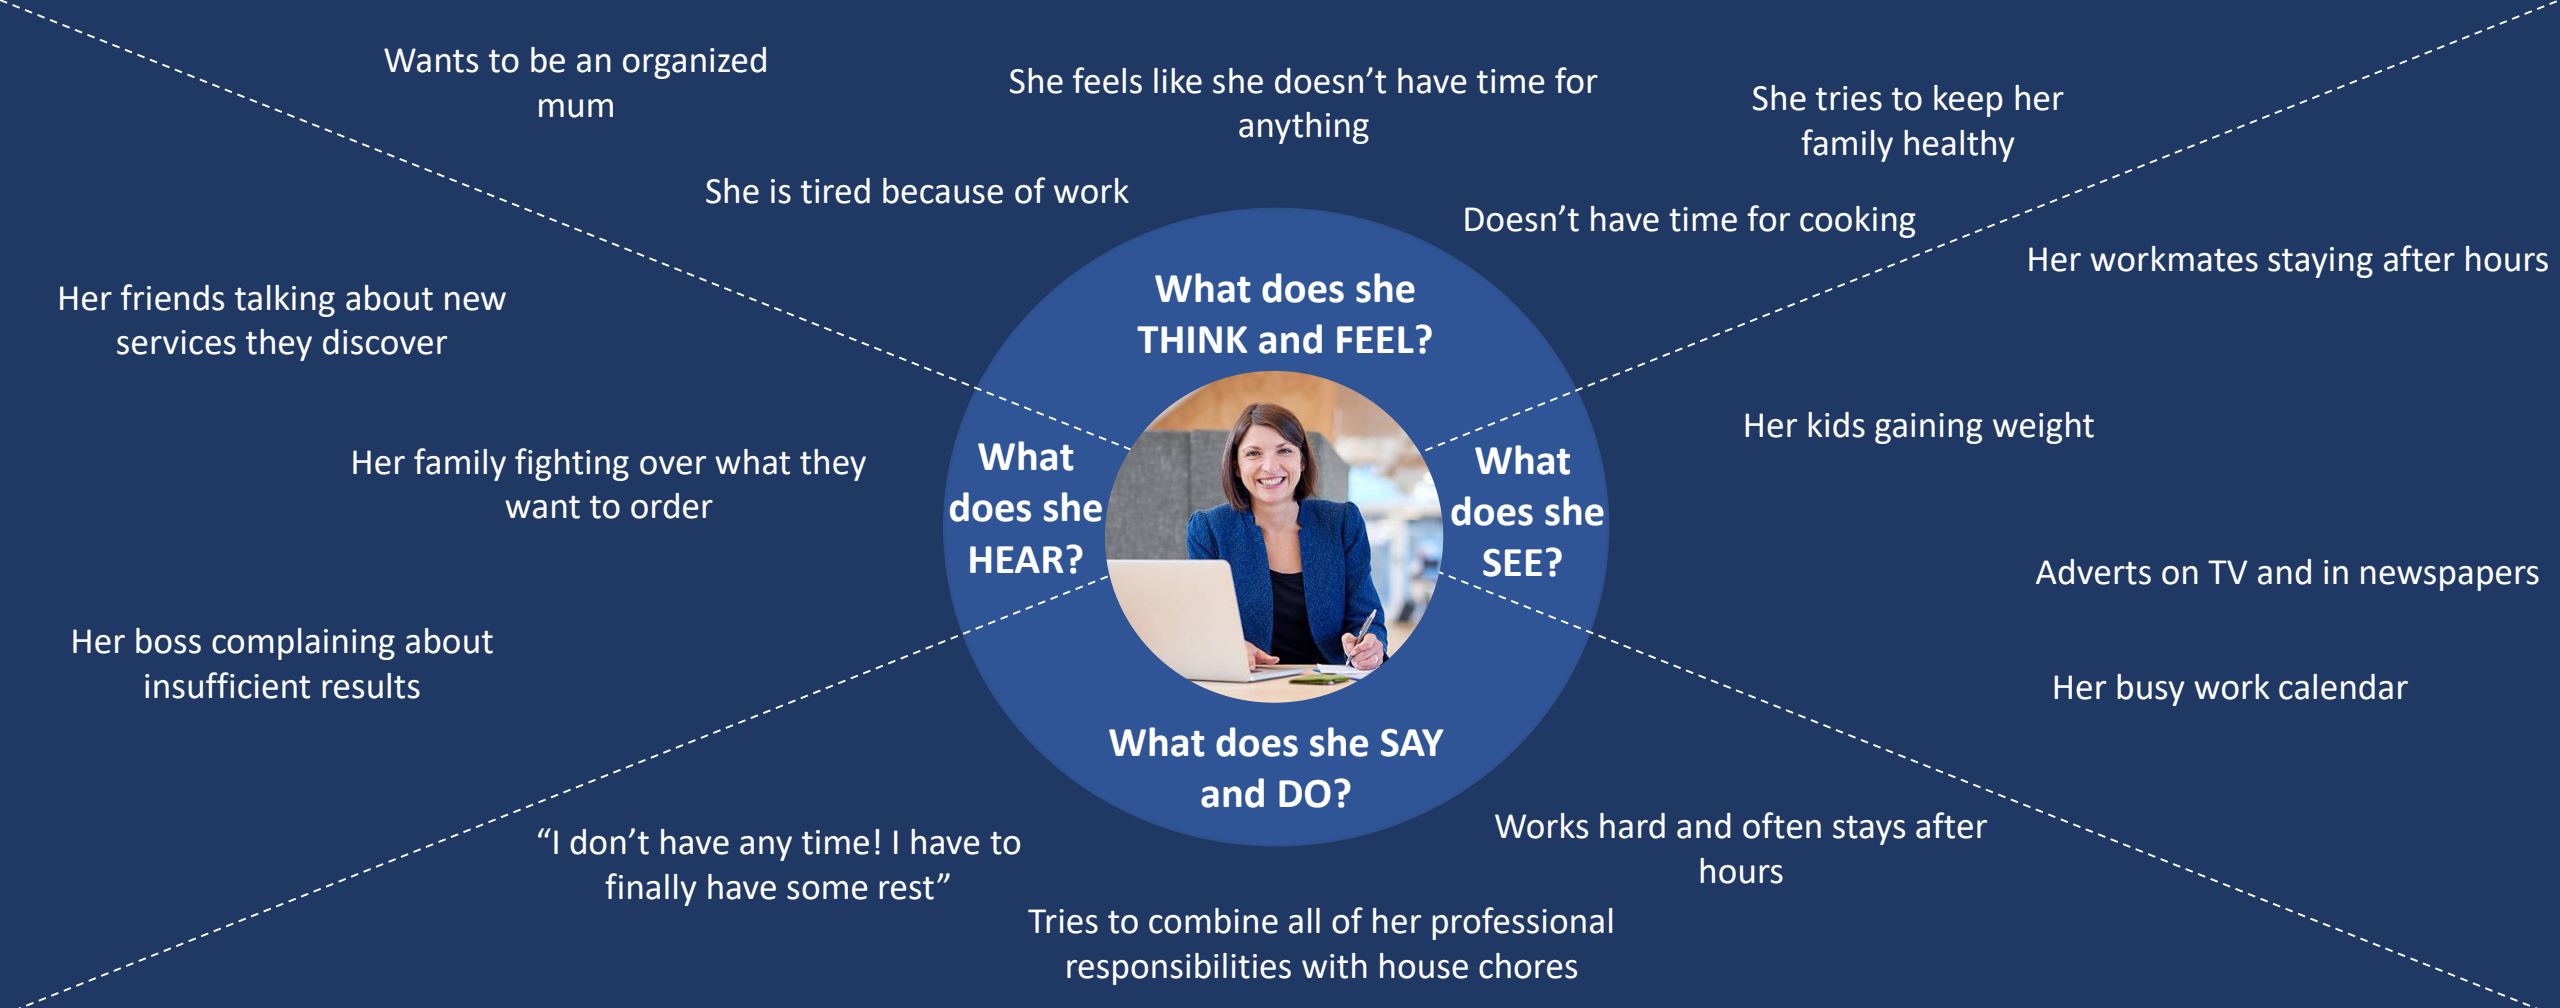 Wants to be an organized
mum
She feels like she doesn’t have time for
anything
She tries to keep her
family healthy
She is tired because of work
Doesn’t have time for cooking
What does she
THINK and FEEL?
Her friends talking about new
services they discover
Her family fighting over what they
want to order
Her boss complaining about
insufficient results
What
does she
HEAR?
What
does she
SEE?
Her workmates staying after hours
Her kids gaining weight
Adverts on TV and in newspapers
Her busy work calendar
What does she SAY
and DO?
“I don’t have any time! I have to
finally have some rest”
Tries to combine all of her professional
responsibilities with house chores
Works hard and often stays after
hours